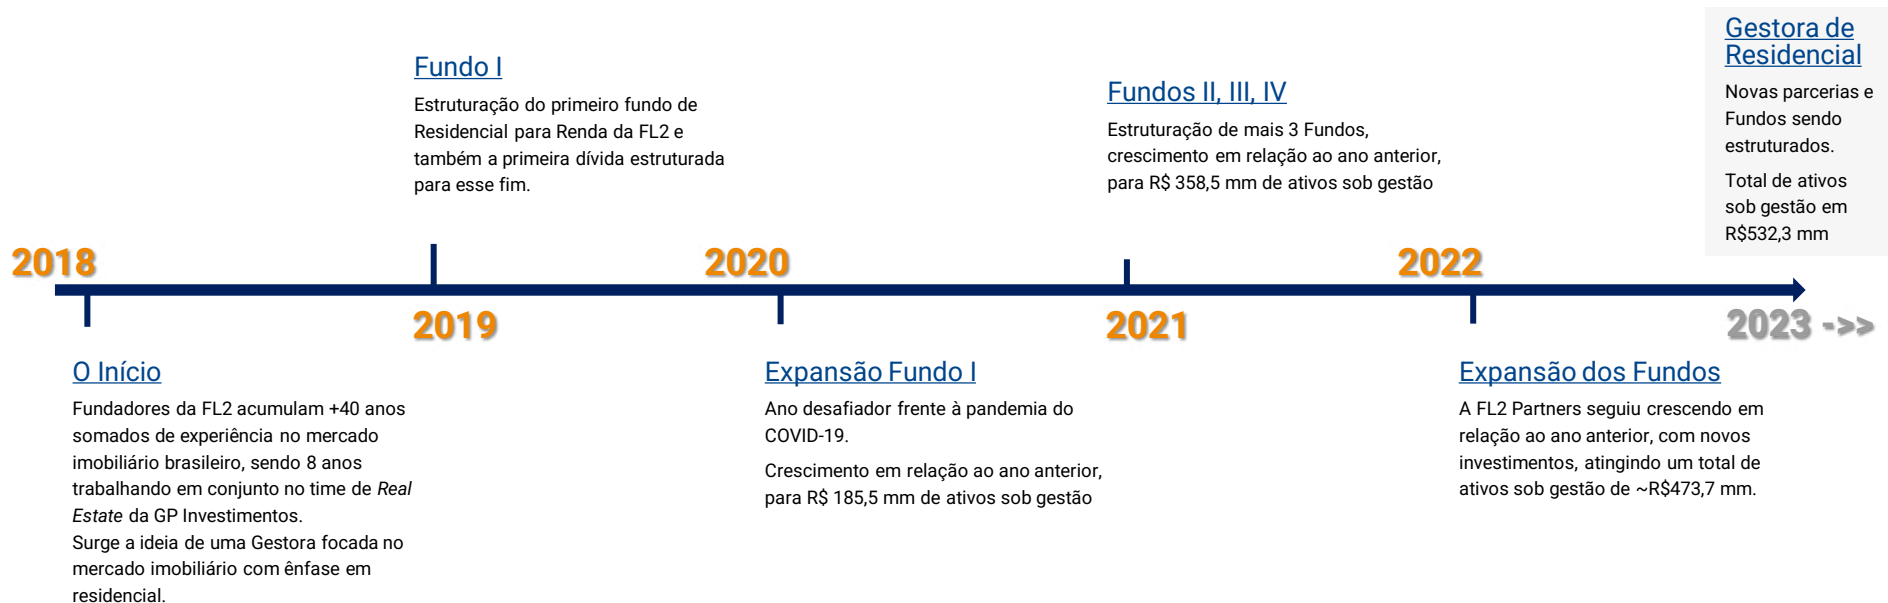 2018
O Início
Fundadores da FL2 acumulam +40 anos
somados de experiência no mercado
imobiliário brasileiro, sendo 8 anos
trabalhando em conjunto no time de Real
Estate da GP Investimentos.
Surge a ideia de uma Gestora focada no
mercado imobiliário com ênfase em
residencial.
Fundo I
Estruturação do primeiro fundo de
Residencial para Renda da FL2 e
também a primeira dívida estruturada
para esse fim.
2019
2020
Expansão Fundo I
Ano desafiador frente à pandemia do
COVID-19.
Crescimento em relação ao ano anterior,
para R$ 185,5 mm de ativos sob gestão
Fundos II, III, IV
Estruturação de mais 3 Fundos,
crescimento em relação ao ano anterior,
para R$ 358,5 mm de ativos sob gestão
2021
2022
Expansão dos Fundos
A FL2 Partners seguiu crescendo em
relação ao ano anterior, com novos
investimentos, atingindo um total de
ativos sob gestão de ~R$473,7 mm.
Gestora de
Residencial
Novas parcerias e
Fundos sendo
estruturados.
Total de ativos
sob gestão em
R$532,3 mm
2023 ->>